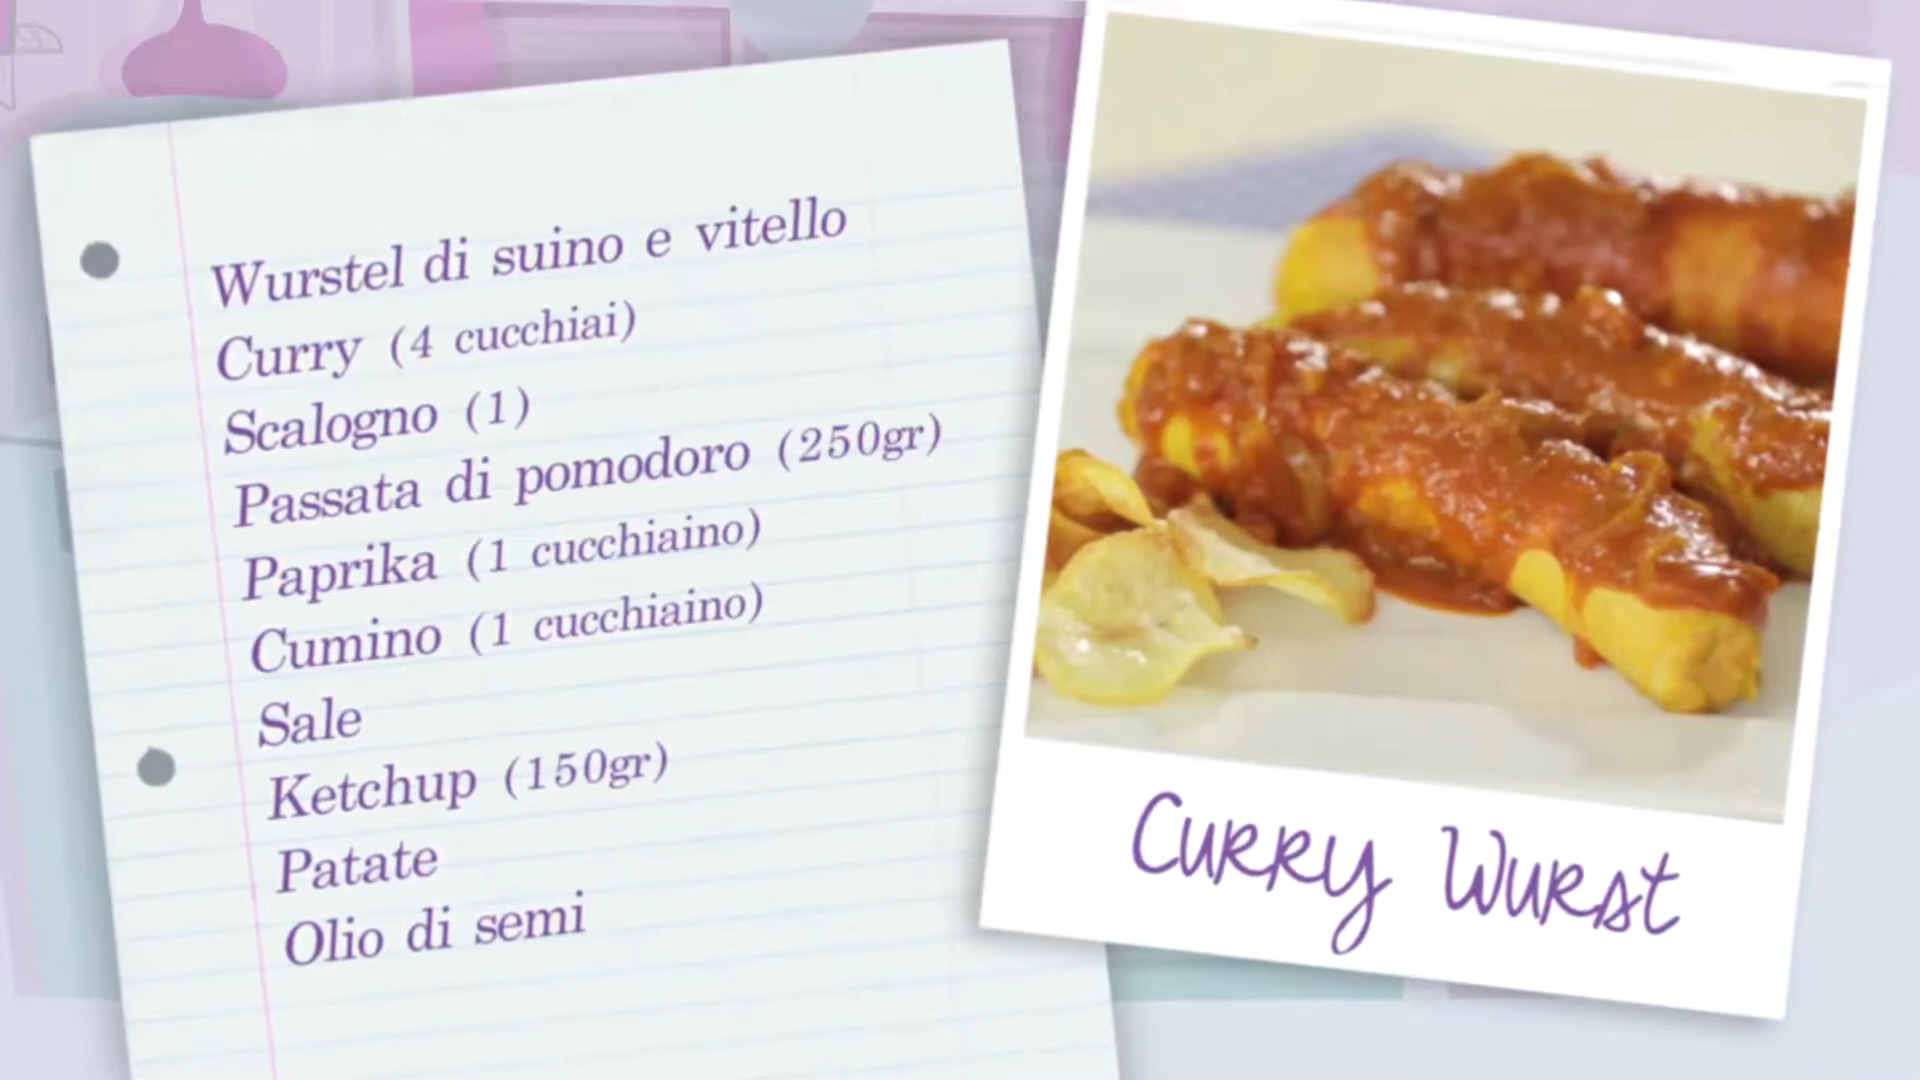 Wurstel di suino e vitello
Curry (4 cucchiai)
Scalogno (1)
Passata di pomodoro (250gr)
Paprika (1 cucchiaino)
Cumino (1 cucchiaino)
Sale
Ketchup (150gr)
Patate
Olio di semi
Curry Wurst